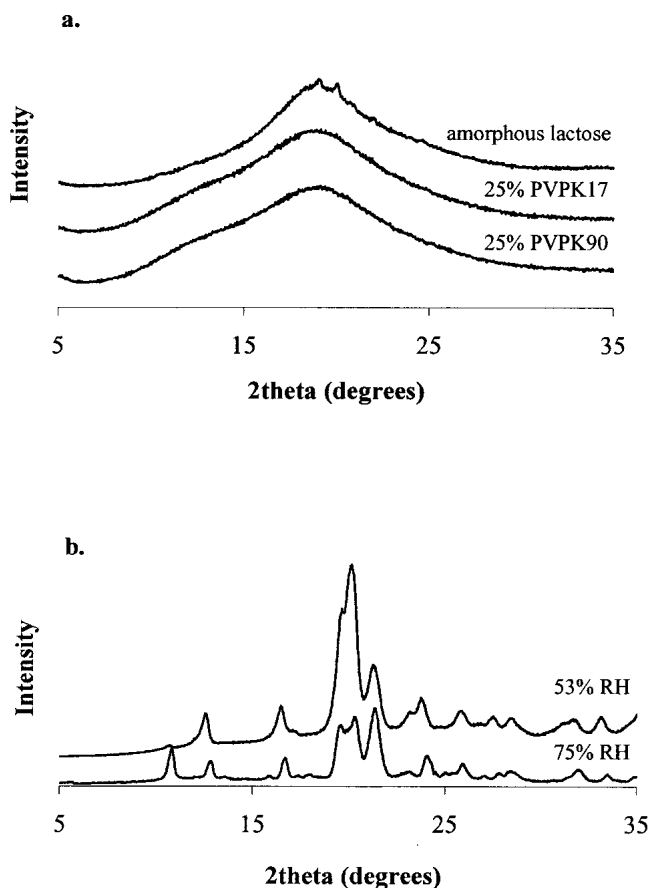 a.
Intensity
amorphous lactose
25% PVPK17
25% PVPK90
5 15 25 35
2theta (degrees)
b.
Intensity
53% RH
75% RH
5 15 25 35
2theta (degrees)